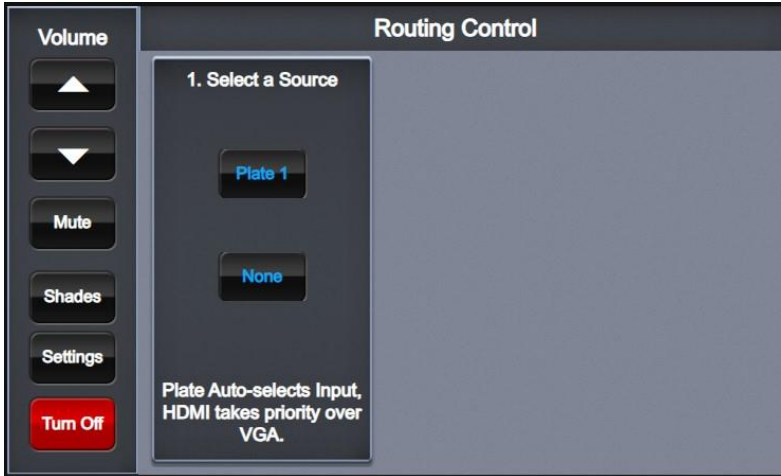 Volume
Mute
Shades
Settings
Turn Off
Routing Control
1. Select a Source
Plate 1
None
Plate Auto-selects Input,
HDMI takes priority over
VGA.